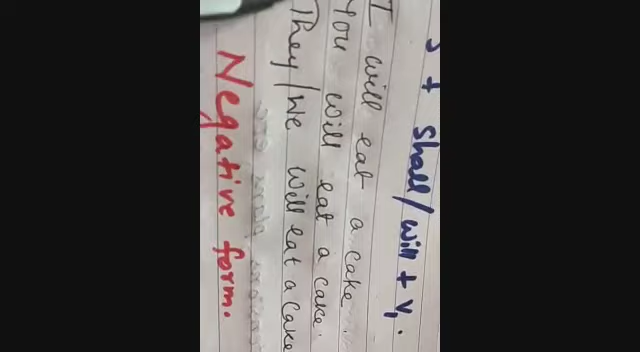 S + Shall/will + V₁.
I will eat a cake.
You will eat a cake.
They/We will eat a cake
Negative form.